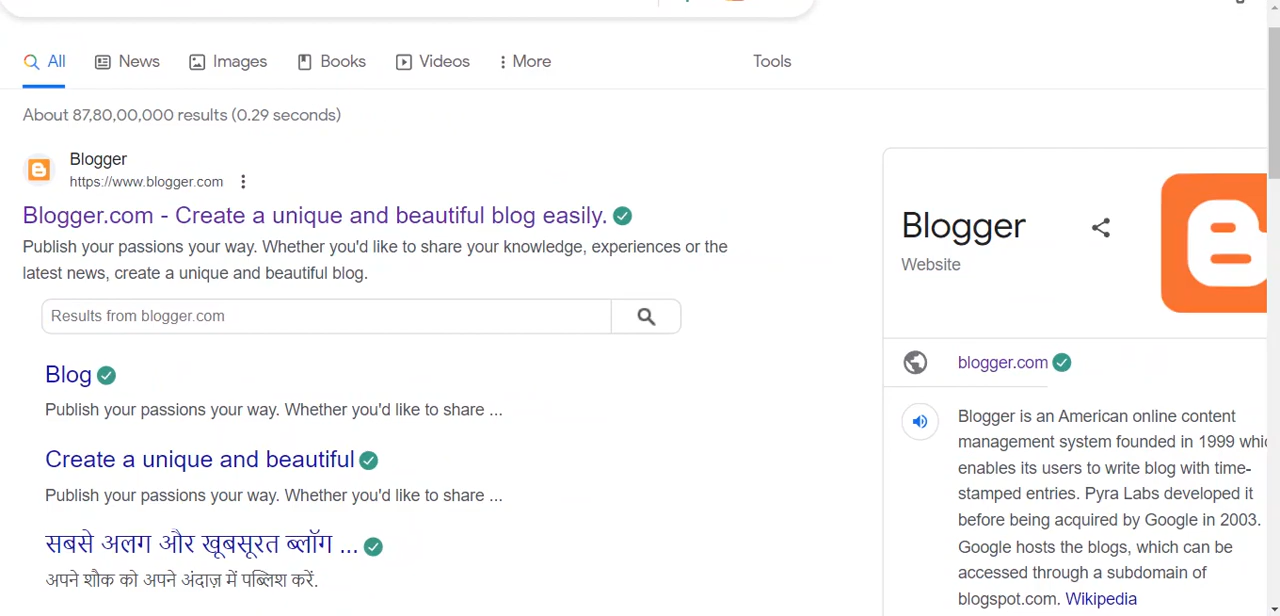 All News Images Books Videos More Tools
About 87,80,00,000 results (0.29 seconds)
Blogger
https://www.blogger.com
Blogger.com - Create a unique and beautiful blog easily.
Publish your passions your way. Whether you'd like to share your knowledge, experiences or the
latest news, create a unique and beautiful blog.
Results from blogger.com
Blog
Publish your passions your way. Whether you'd like to share ...
Create a unique and beautiful
Publish your passions your way. Whether you'd like to share ...
सबसे अलग और खूबसूरत ब्लॉग ...
अपने शौक को अपने अंदाज़ में पब्लिश करें.
Blogger
Website
blogger.com
Blogger is an American online content
management system founded in 1999
enables its users to write blog with time-
stamped entries. Pyra Labs developed it
before being acquired by Google in 2003.
Google hosts the blogs, which can be
accessed through a subdomain of
blogspot.com. Wikipedia